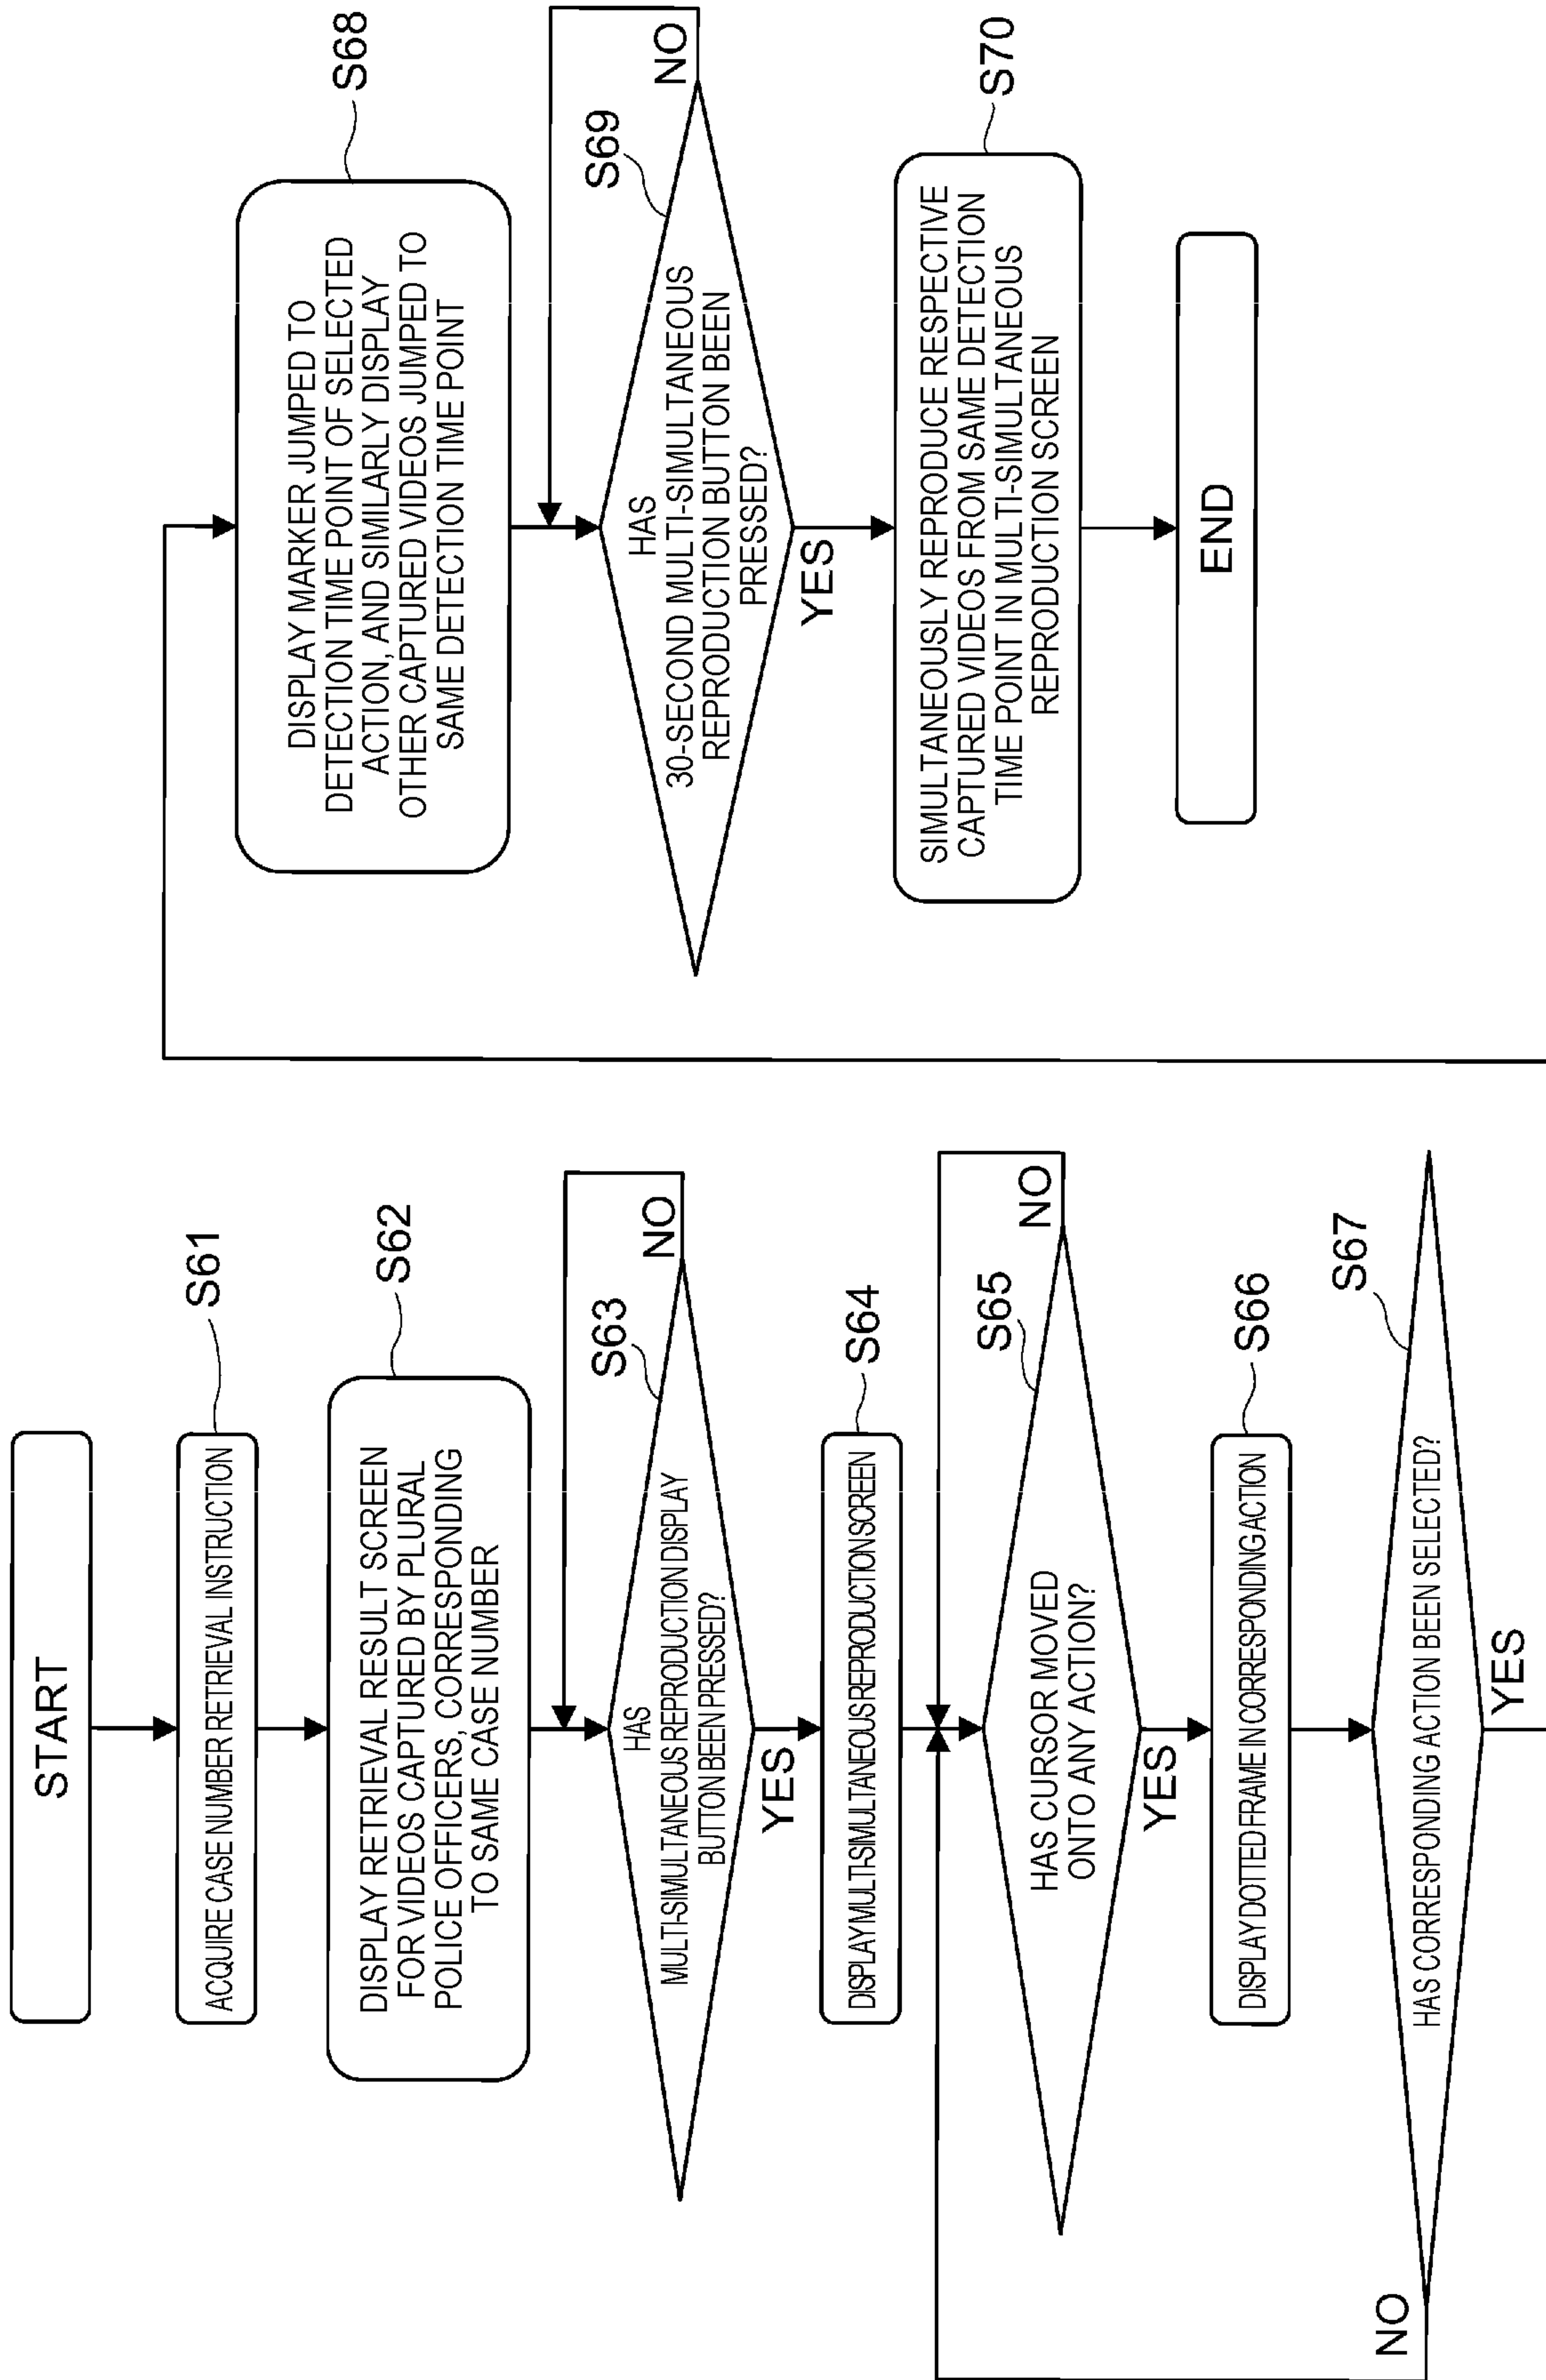 START
S61
ACQUIRE CASE NUMBER RETRIEVAL INSTRUCTION
S62
DISPLAY RETRIEVAL RESULT SCREEN
FOR VIDEOS CAPTURED BY PLURAL
POLICE OFFICERS, CORRESPONDING
TO SAME CASE NUMBER
S63
HAS
MULTI-SIMULTANEOUS REPRODUCTION DISPLAY
BUTTON BEEN PRESSED?
NO
YES
S64
DISPLAY MULTI-SIMULTANEOUS REPRODUCTION SCREEN
S65
HAS CURSOR MOVED
ONTO ANY ACTION?
NO
YES
S66
DISPLAY DOTTED FRAME IN CORRESPONDING ACTION
S67
HAS CORRESPONDING ACTION BEEN SELECTED?
NO
YES
S68
DISPLAY MARKER JUMPED TO
DETECTION TIME POINT OF SELECTED
ACTION, AND SIMILARLY DISPLAY
OTHER CAPTURED VIDEOS JUMPED TO
SAME DETECTION TIME POINT
S69
HAS
30-SECOND MULTI-SIMULTANEOUS
REPRODUCTION BUTTON BEEN
PRESSED?
NO
YES
S70
SIMULTANEOUSLY REPRODUCE RESPECTIVE
CAPTURED VIDEOS FROM SAME DETECTION
TIME POINT IN MULTI-SIMULTANEOUS
REPRODUCTION SCREEN
END